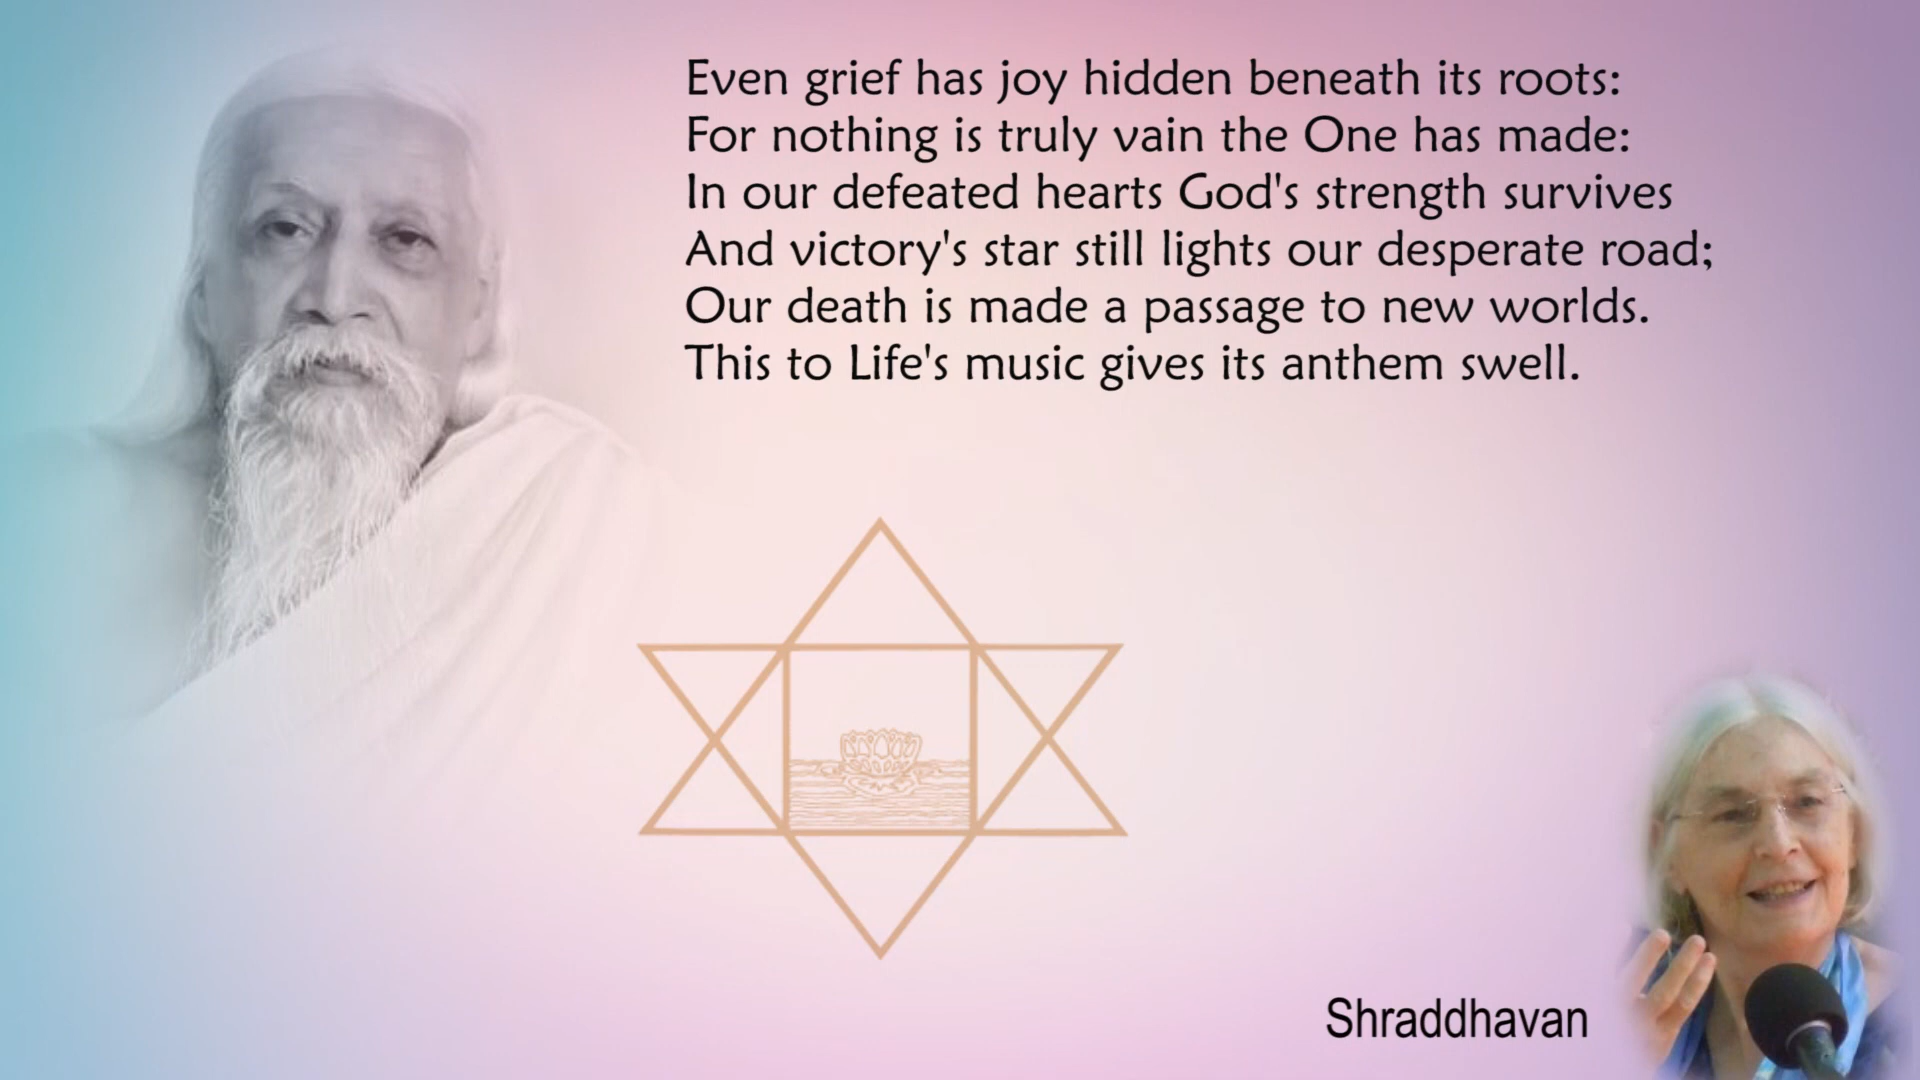 Even grief has joy hidden beneath its roots:
For nothing is truly vain the One has made:
In our defeated hearts God's strength survives
And victory's star still lights our desperate road;
Our death is made a passage to new worlds.
This to Life's music gives its anthem swell.
Shraddhavan